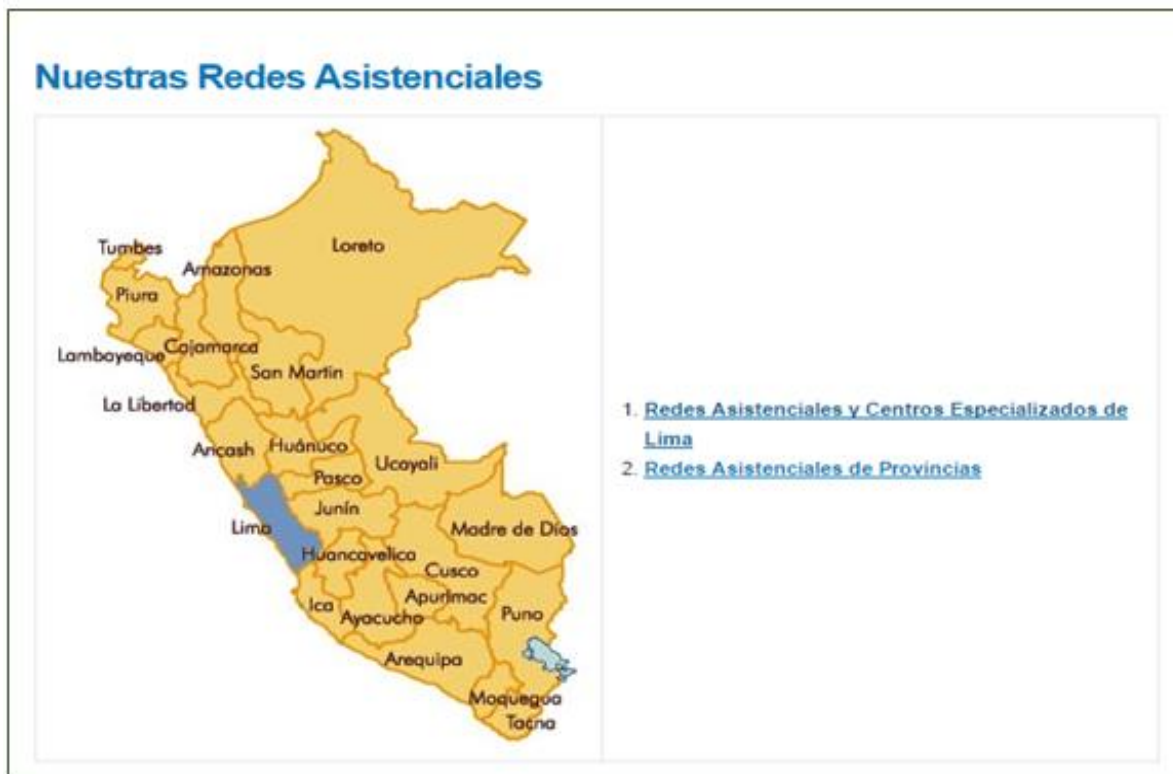 Nuestras Redes Asistenciales
Loreto
Tumbes
Amazonas
Piura
Cajamarca
Lambayeque
San Martín
La Libertad
Ancash
Huánuco
Ucayali
Pasco
Junín
Lima
Madre de Dios
Huancavelica
Cusco
Ica
Apurímac
Ayacucho
Puno
Arequipa
Moquegua
Tacna
1. Redes Asistenciales y Centros Especializados de
Lima
2. Redes Asistenciales de Provincias